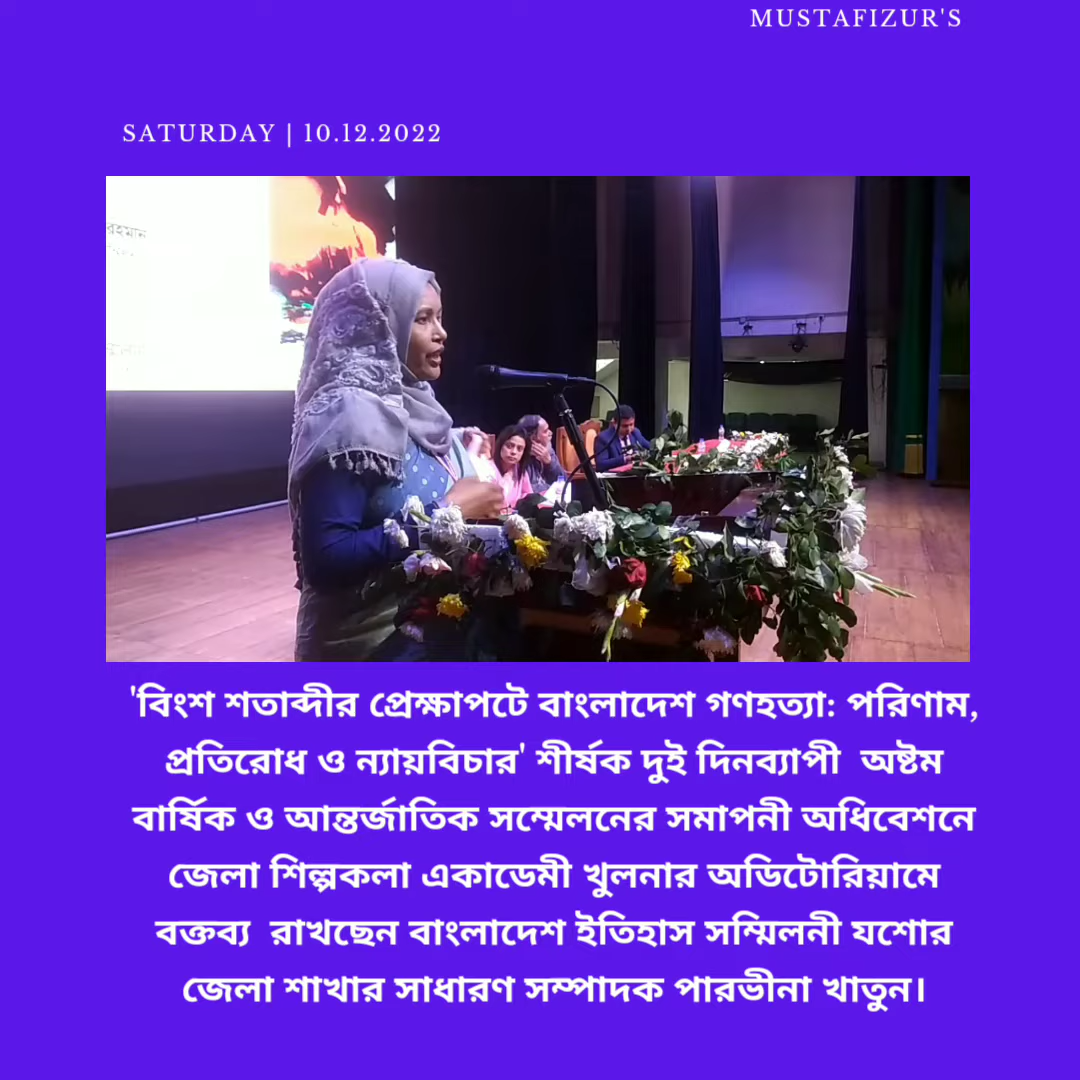 MUSTAFIZUR'S
SATURDAY | 10.12.2022
রহমান
'বিংশ শতাব্দীর প্রেক্ষাপটে বাংলাদেশ গণহত্যা: পরিণাম,
প্রতিরোধ ও ন্যায়বিচার' শীর্ষক দুই দিনব্যাপী অষ্টম
বার্ষিক ও আন্তর্জাতিক সম্মেলনের সমাপনী অধিবেশনে
জেলা শিল্পকলা একাডেমী খুলনার অডিটোরিয়ামে
বক্তব্য রাখছেন বাংলাদেশ ইতিহাস সম্মিলনী যশোর
জেলা শাখার সাধারণ সম্পাদক পারভীনা খাতুন।